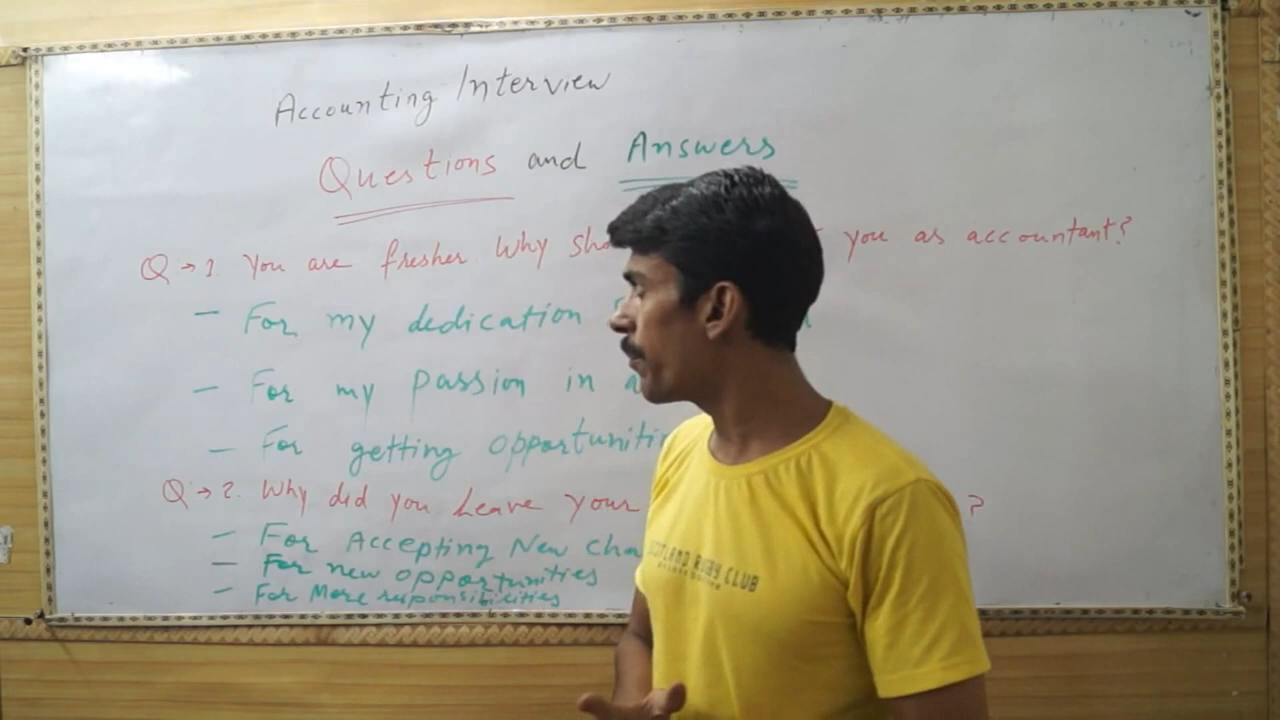 Accounting Interview
Questions and Answers
Q → 1. You are fresher. Why sho you as accountant?
- For my dedication
- For my passion in a
- For getting opportuniti
Q → 2. Why did you Leave your ?
- For Accepting New Cha
- For new opportunities
- For More responsibilities
SCOTLAND RUGBY CLUB